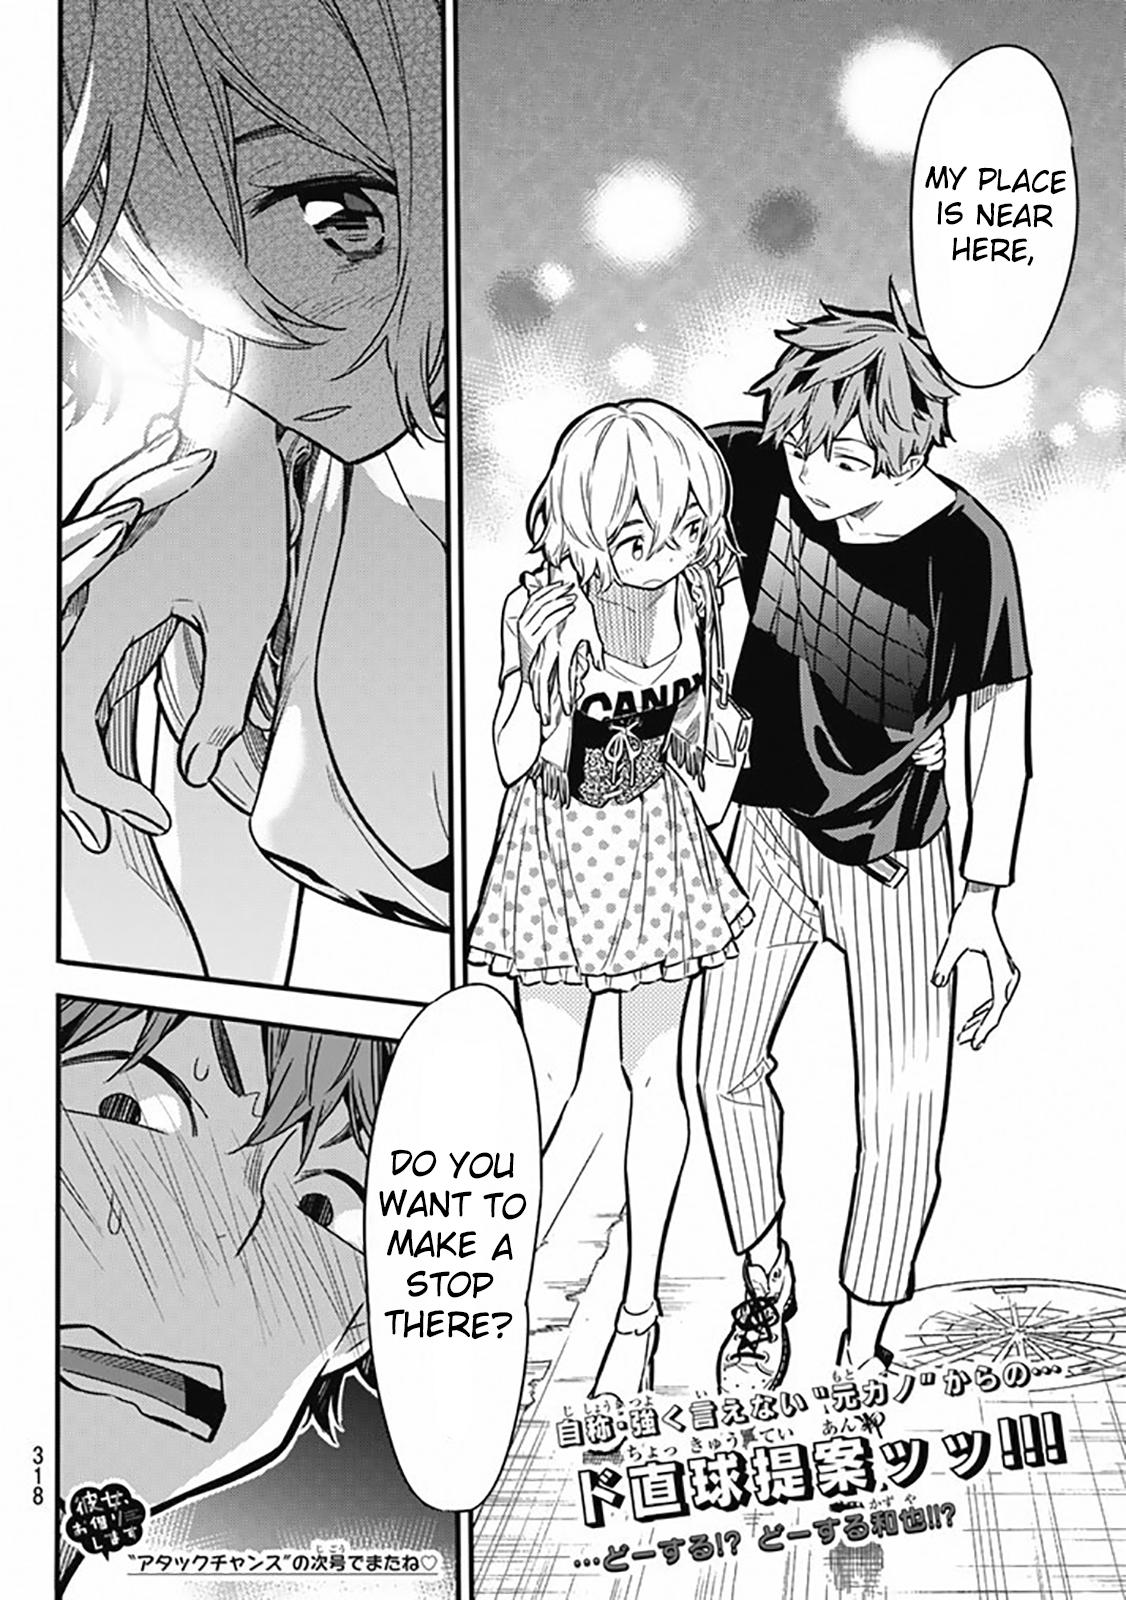 MY PLACE
IS NEAR
HERE,
CANDY
DO YOU
WANT TO
MAKE A
STOP
THERE?
自称・強く言えない“元カノ”からの…
ド直球提案ッッ!!!
…どーする!? どーする和也!!?
318
彼女、
お借り
します
“アタックチャンス”の次号でまたね♡